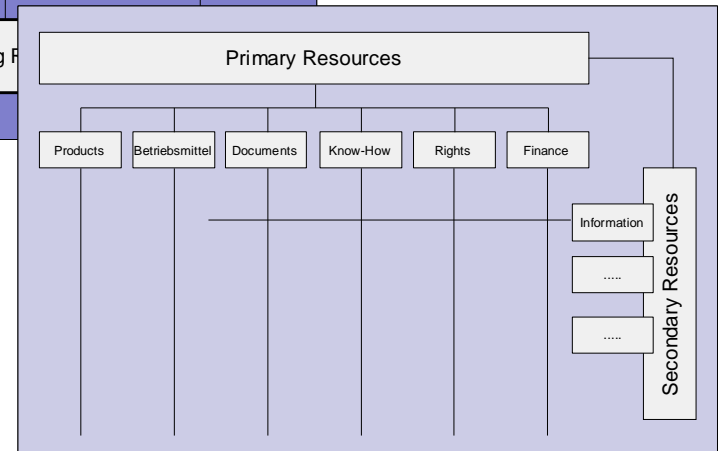 Primary Resources
Products
Betriebsmittel
Documents
Know-How
Rights
Finance
Information
.....
.....
Secondary Resources